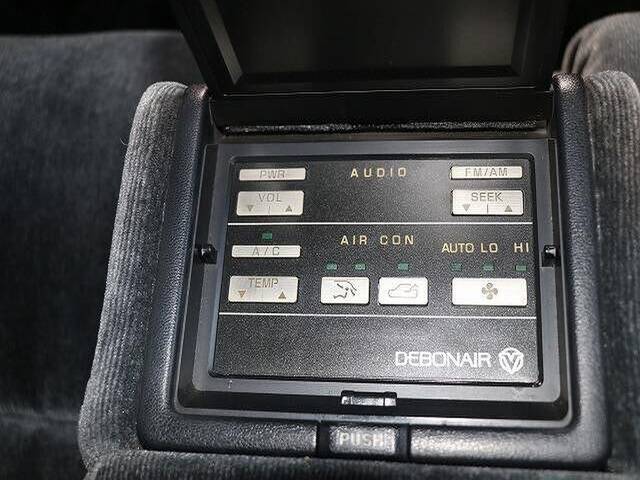 PWR AUDIO FM/AM
VOL SEEK
AIR CON
A/C AUTO LO HI
TEMP
DEBONAIR
PUSH